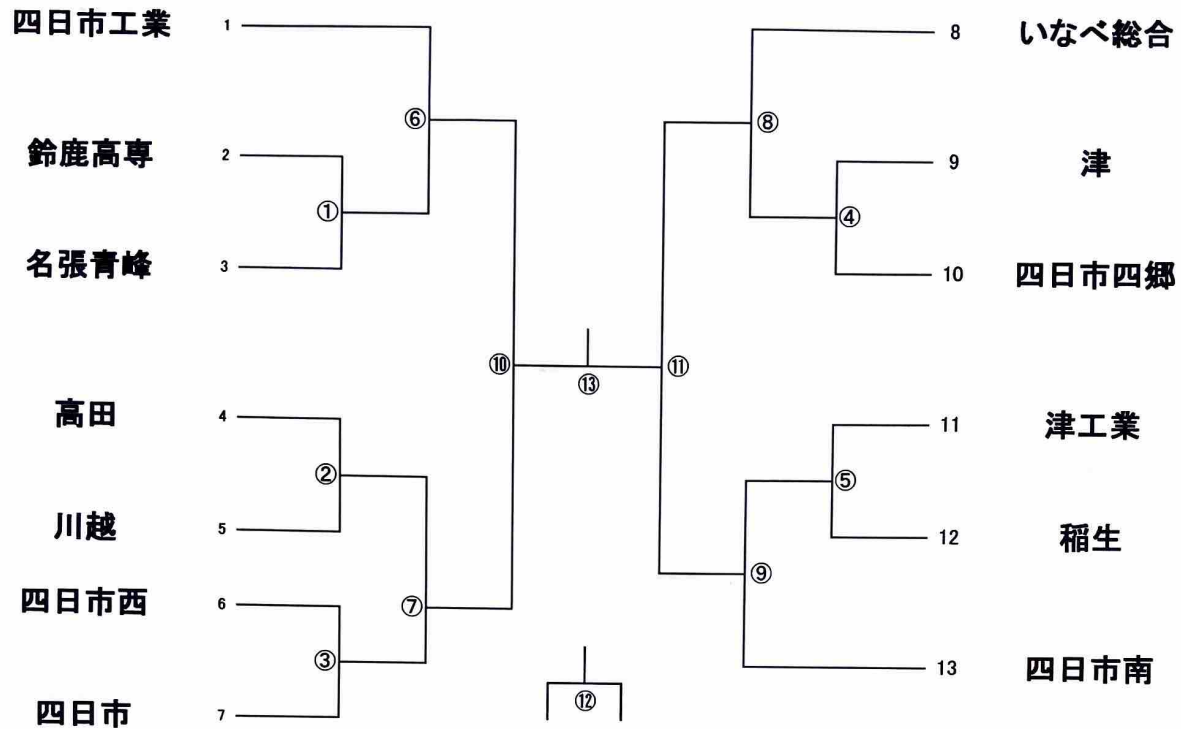 四日市工業 1
⑥
鈴鹿高専 2
①
名張青峰 3
高田 4
②
川越 5
四日市西 6
⑦
③
四日市 7
⑩
⑬
⑪
⑫
8 いなべ総合
⑧
9 津
④
10 四日市四郷
11 津工業
⑤
12 稲生
⑨
13 四日市南